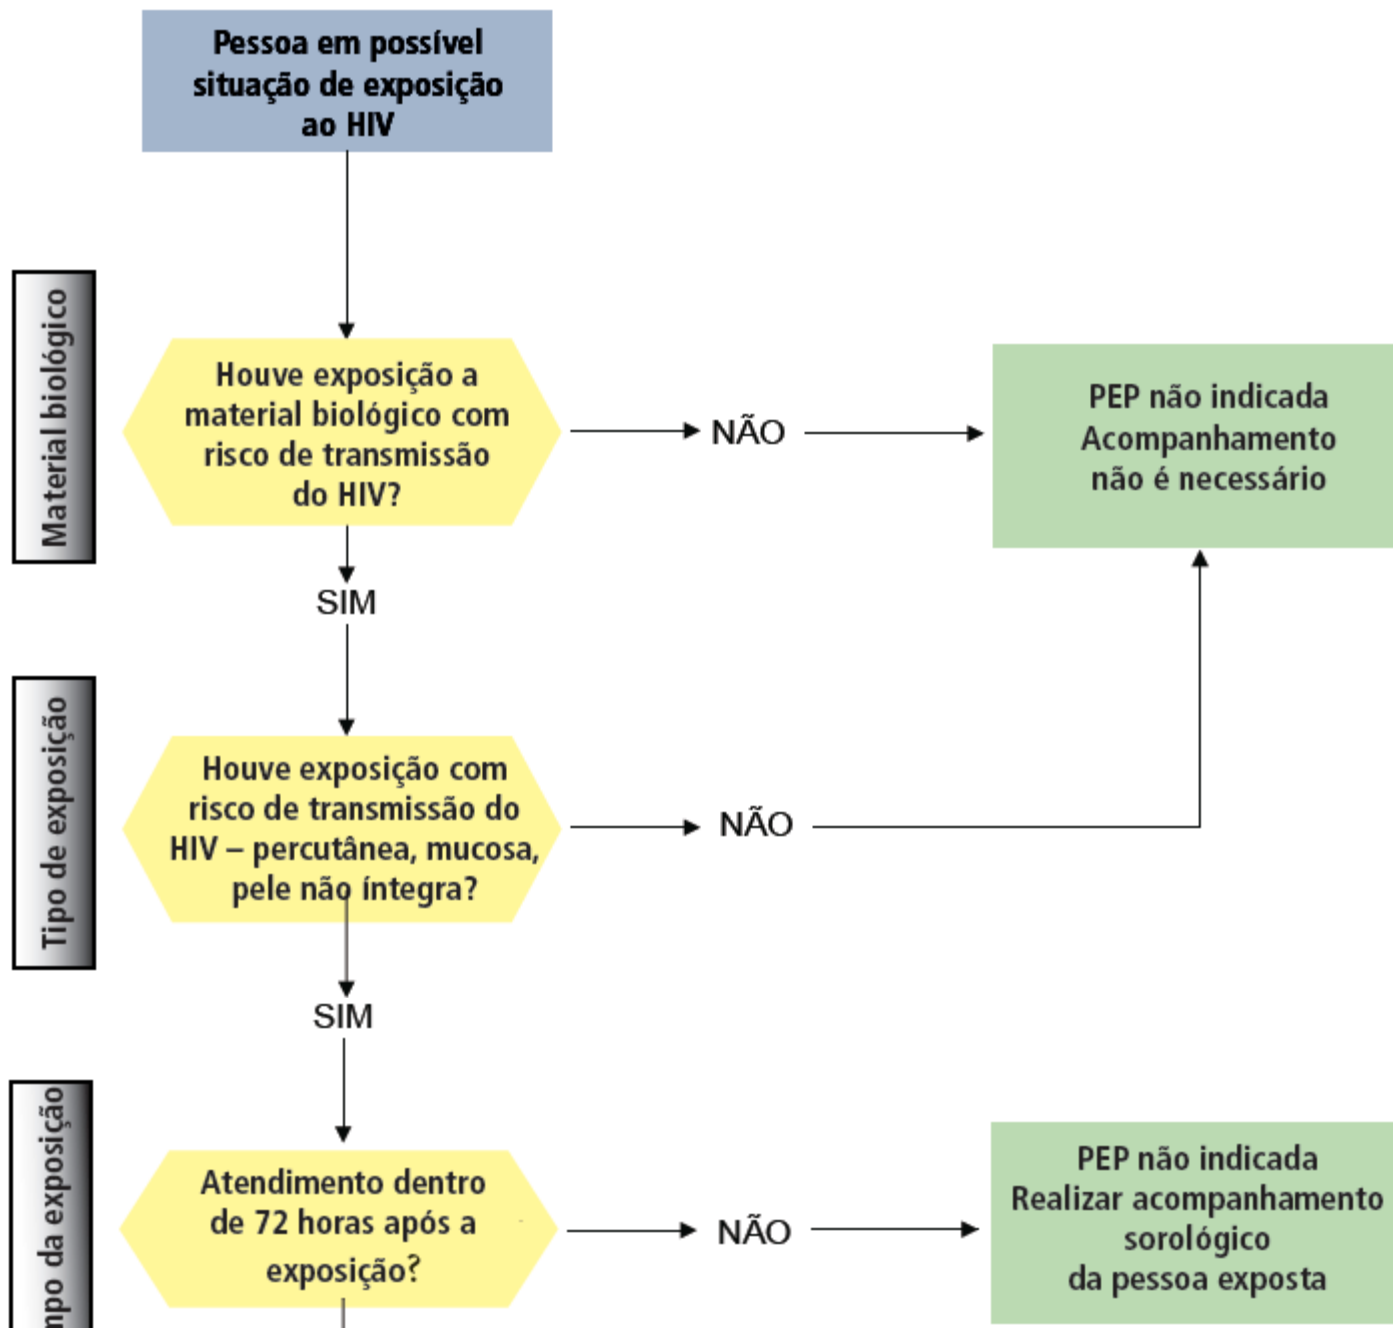 Pessoa em possível
situação de exposição
ao HIV
Material biológico
Houve exposição a
material biológico com
risco de transmissão
do HIV?
NÃO
PEP não indicada
Acompanhamento
não é necessário
SIM
Tipo de exposição
Houve exposição com
risco de transmissão do
HIV – percutânea, mucosa,
pele não íntegra?
NÃO
SIM
mpo da exposição
Atendimento dentro
de 72 horas após a
exposição?
NÃO
PEP não indicada
Realizar acompanhamento
sorológico
da pessoa exposta